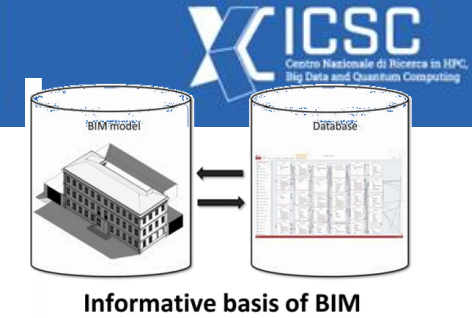 ICSC
Centro Nazionale di Ricerca in HPC,
Big Data and Quantum Computing
BIM model
Database
Informative basis of BIM